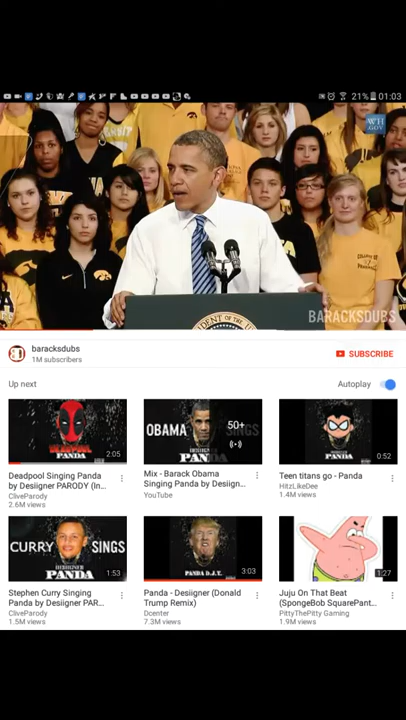 21% 01:03
WH
GOV
BARACKSDUBS
baracksdubs
1M subscribers
SUBSCRIBE
Up next
Autoplay
DEADPOOL
PANDA
2:05
Deadpool Singing Panda
by Desiigner PARODY (In...
CliveParody
2.6M views
OBAMA SINGS
PANDA
50+
Mix - Barack Obama
Singing Panda by Desiign...
YouTube
PANDA
0:52
Teen titans go - Panda
HitzLikeDee
1.4M views
CURRY SINGS
DESIIGNER
PANDA
1:53
Stephen Curry Singing
Panda by Desiigner PAR...
CliveParody
1.5M views
PANDA D.J.T.
3:03
Panda - Desiigner (Donald
Trump Remix)
Dcenter
7.3M views
1:27
Juju On That Beat
(SpongeBob SquarePant...
PittyThePitty Gaming
1.9M views